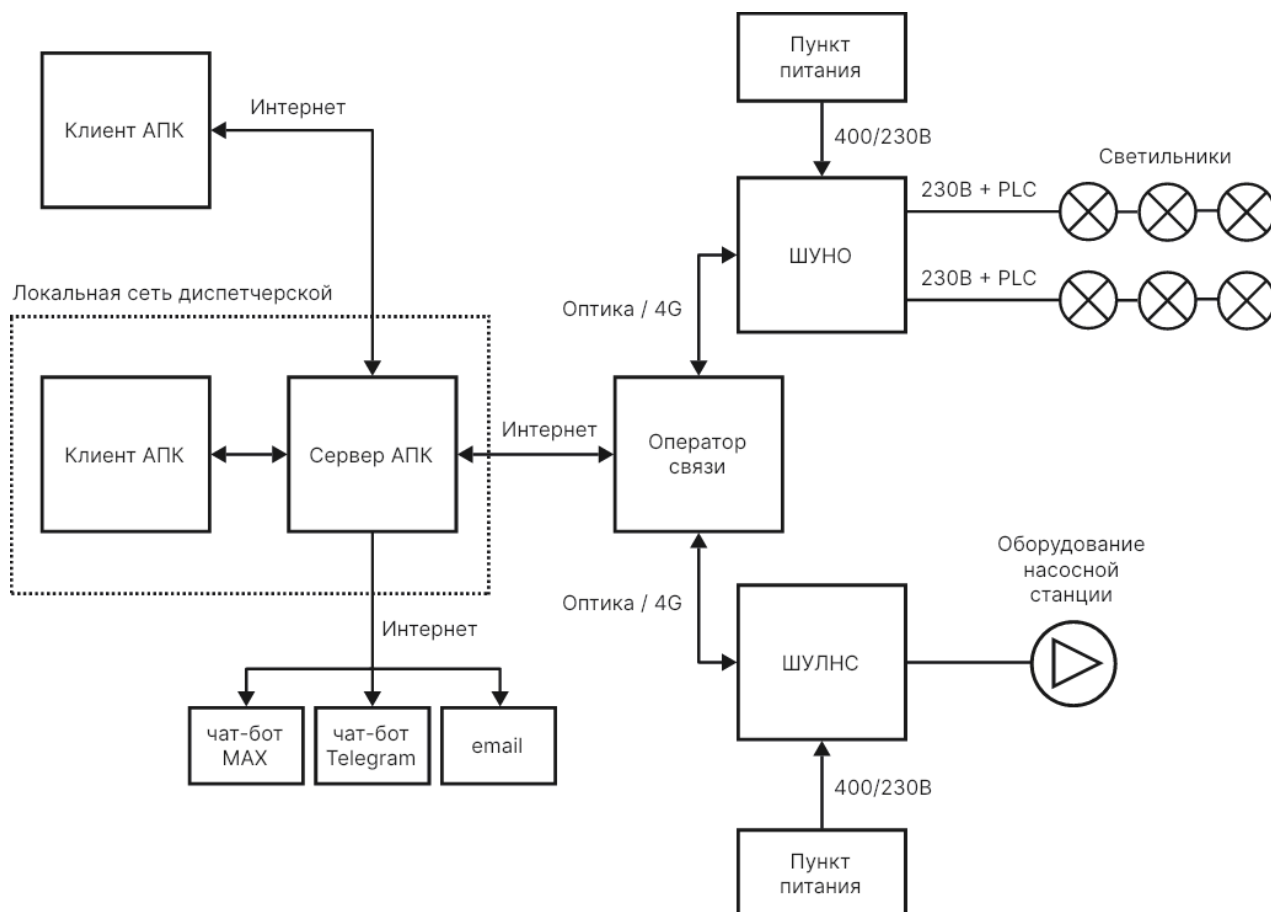 Пункт
питания
Интернет
Клиент АПК
400/230В
Светильники
230В + PLC
ШУНО
230В + PLC
Локальная сеть диспетчерской
Оптика / 4G
Клиент АПК
Сервер АПК
Интернет
Оператор
связи
Оборудование
насосной
станции
Оптика / 4G
Интернет
ШУЛНС
чат-бот
MAX
чат-бот
Telegram
email
400/230В
Пункт
питания